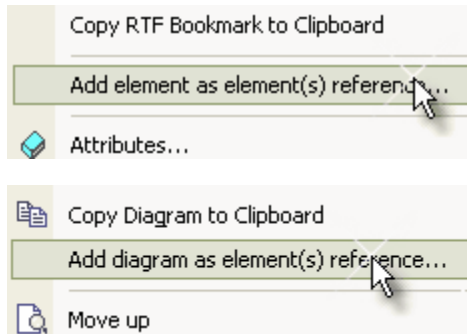 Copy RTF Bookmark to Clipboard
Add element as element(s) reference...
Attributes...
Copy Diagram to Clipboard
Add diagram as element(s) reference...
Move up